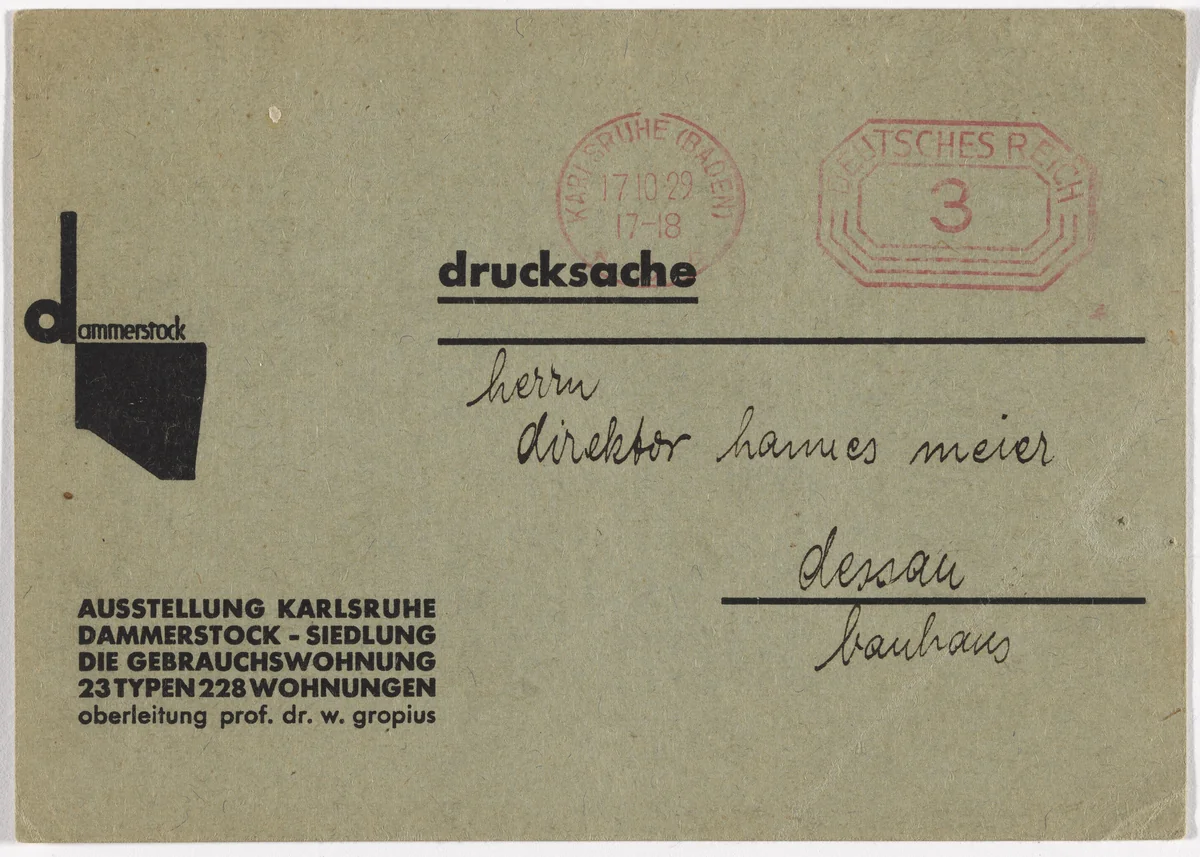 KARLSRUHE (BADEN)
17 10 29
17-18
DEUTSCHES REICH
3
drucksache
dammerstock
herrn
direktor hannes meier
dessau
bauhaus
AUSSTELLUNG KARLSRUHE
DAMMERSTOCK - SIEDLUNG
DIE GEBRAUCHSWOHNUNG
23 TYPEN 228 WOHNUNGEN
oberleitung prof. dr. w. gropius